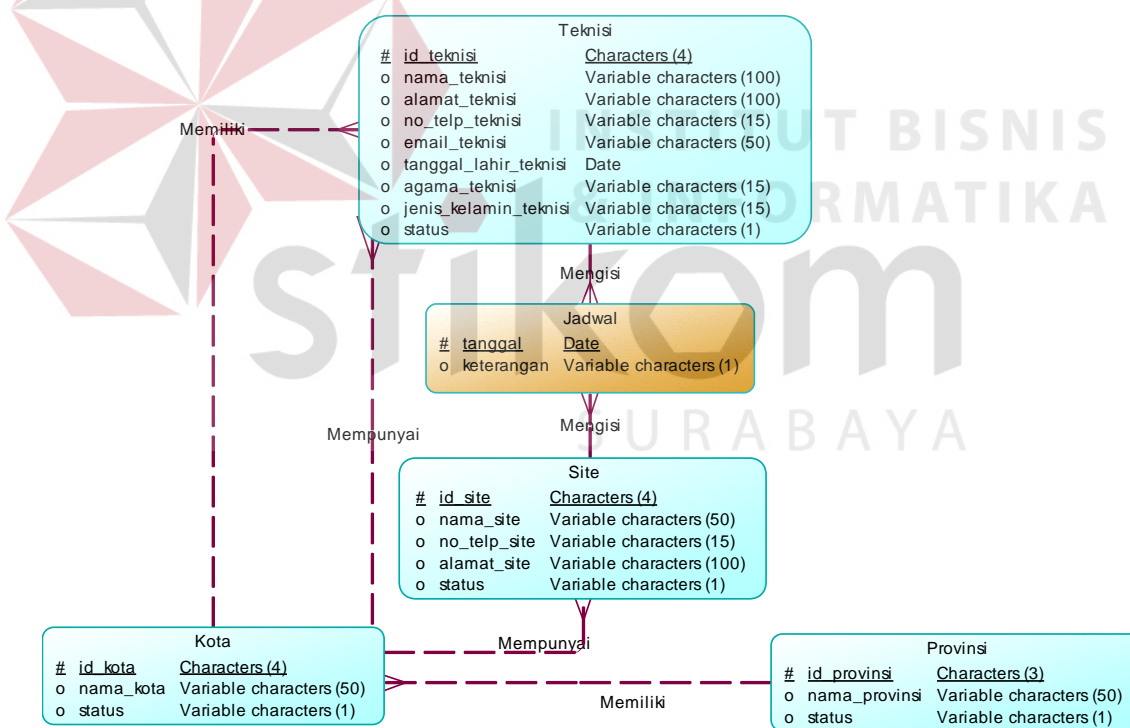 Teknisi
# id_teknisi Characters (4)
o nama_teknisi Variable characters (100)
o alamat_teknisi Variable characters (100)
o no_telp_teknisi Variable characters (15)
o email_teknisi Variable characters (50)
o tanggal_lahir_teknisi Date
o agama_teknisi Variable characters (15)
o jenis_kelamin_teknisi Variable characters (15)
o status Variable characters (1)
Memiliki
INSTITUT BISNIS
& INFORMATIKA
stikom
SURABAYA
Mengisi
Jadwal
# tanggal Date
o keterangan Variable characters (1)
Mengisi
Mempunyai
Site
# id_site Characters (4)
o nama_site Variable characters (50)
o no_telp_site Variable characters (15)
o alamat_site Variable characters (100)
o status Variable characters (1)
Mempunyai
Kota
# id_kota Characters (4)
o nama_kota Variable characters (50)
o status Variable characters (1)
Memiliki
Provinsi
# id_provinsi Characters (3)
o nama_provinsi Variable characters (50)
o status Variable characters (1)